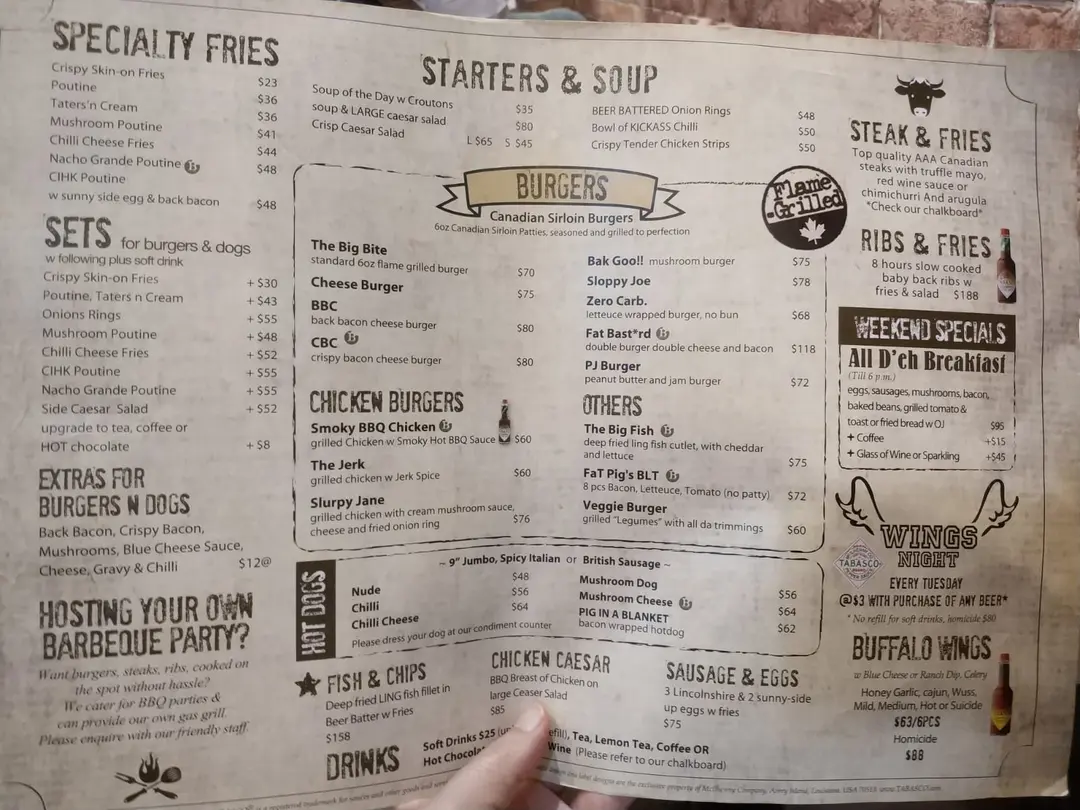 SPECIALTY FRIES
Crispy Skin-on Fries $23
Poutine $36
Taters'n Cream $36
Mushroom Poutine $41
Chilli Cheese Fries $44
Nacho Grande Poutine $48
CIHK Poutine
w sunny side egg & back bacon $48
SETS for burgers & dogs
w following plus soft drink
Crispy Skin-on Fries + $30
Poutine, Taters n Cream + $43
Onions Rings + $55
Mushroom Poutine + $48
Chilli Cheese Fries + $52
CIHK Poutine + $55
Nacho Grande Poutine + $55
Side Caesar Salad + $52
upgrade to tea, coffee or
HOT chocolate + $8
EXTRA'S FOR
BURGERS N DOGS
Back Bacon, Crispy Bacon,
Mushrooms, Blue Cheese Sauce,
Cheese, Gravy & Chilli $12@
HOSTING YOUR OWN
BARBEQUE PARTY?
Want burgers, steaks, ribs, cooked on
the spot without hassle?
We cater for BBQ parties &
can provide our own gas grill.
Please enquire with our friendly staff.
STARTERS & SOUP
Soup of the Day w Croutons $35
soup & LARGE caesar salad $80
Crisp Caesar Salad L $65 S $45
BEER BATTERED Onion Rings $48
Bowl of KICKASS Chilli $50
Crispy Tender Chicken Strips $50
BURGERS
Canadian Sirloin Burgers
6oz Canadian Sirloin Patties, seasoned and grilled to perfection
Flame
-Grilled
The Big Bite
standard 6oz flame grilled burger $70
Cheese Burger $75
BBC
back bacon cheese burger $80
CBC
crispy bacon cheese burger $80
CHICKEN BURGERS
Smoky BBQ Chicken
grilled Chicken w Smoky Hot BBQ Sauce $60
The Jerk
grilled chicken w Jerk Spice $60
Slurpy Jane
grilled chicken with cream mushroom sauce,
cheese and fried onion ring $76
Bak Goo!! mushroom burger $75
Sloppy Joe $78
Zero Carb.
lettuece wrapped burger, no bun $68
Fat Bast*rd
double burger double cheese and bacon $118
PJ Burger
peanut butter and jam burger $72
OTHERS
The Big Fish
deep fried ling fish cutlet, with cheddar
and lettuce $75
FaT Pig's BLT
8 pcs Bacon, Letteuce, Tomato (no patty) $72
Veggie Burger
grilled "Legumes" with all da trimmings $60
HOT DOGS
~ 9" Jumbo, Spicy Italian or British Sausage ~
Nude $48
Chilli $56
Chilli Cheese $64
Please dress your dog at our condiment counter
Mushroom Dog $56
Mushroom Cheese $64
PIG IN A BLANKET
bacon wrapped hotdog $62
FISH & CHIPS
Deep fried LING fish fillet in
Beer Batter w Fries
$158
CHICKEN CAESAR
BBQ Breast of Chicken on
large Ceaser Salad
$85
SAUSAGE & EGGS
3 Lincolnshire & 2 sunny-side
up eggs w fries
$75
DRINKS
Soft Drinks $25 efill), Tea, Lemon Tea, Coffee OR
Hot Wine (Please refer to our chalkboard)
STEAK & FRIES
Top quality AAA Canadian
steaks with truffle mayo,
red wine sauce or
chimichurri And arugula
*Check our chalkboard*
RIBS & FRIES
8 hours slow cooked
baby back ribs w
fries & salad $188
WEEKEND SPECIALS
All D'eh Breakfast
(Till 6 p.m.)
eggs, sausages, mushrooms, bacon,
baked beans, grilled tomato &
toast or fried bread w OJ $95
+ Coffee +$15
+ Glass of Wine or Sparkling +$45
WINGS
NIGHT
TABASCO
EVERY TUESDAY
@$3 WITH PURCHASE OF ANY BEER*
* No refill for soft drinks, homicide $80
BUFFALO WINGS
w Blue Cheese or Ranch Dip, Celery
Honey Garlic, cajun, Wuss,
Mild, Medium, Hot or Suicide
$63/6PCS
Homicide
$88